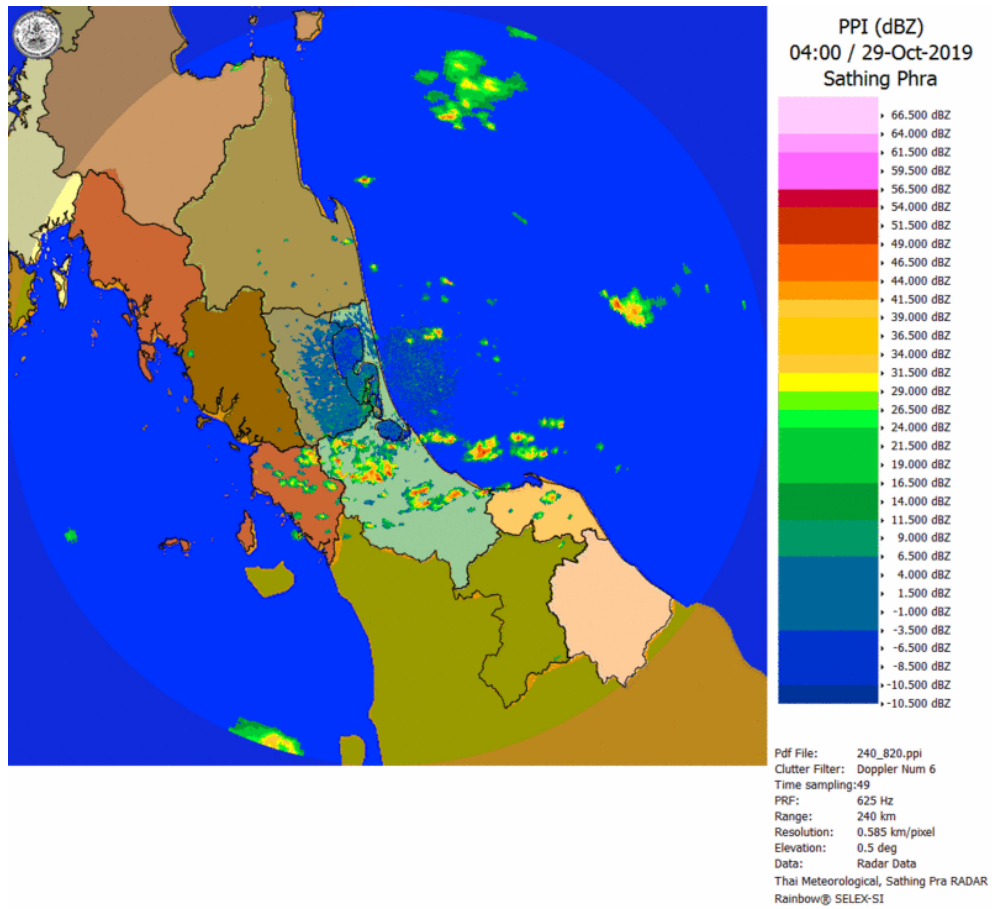 PPI (dBZ)
04:00 / 29-Oct-2019
Sathing Phra
66.500 dBZ
64.000 dBZ
61.500 dBZ
59.500 dBZ
56.500 dBZ
54.000 dBZ
51.500 dBZ
49.000 dBZ
46.500 dBZ
44.000 dBZ
41.500 dBZ
39.000 dBZ
36.500 dBZ
34.000 dBZ
31.500 dBZ
29.000 dBZ
26.500 dBZ
24.000 dBZ
21.500 dBZ
19.000 dBZ
16.500 dBZ
14.000 dBZ
11.500 dBZ
9.000 dBZ
6.500 dBZ
4.000 dBZ
1.500 dBZ
-1.000 dBZ
-3.500 dBZ
-6.500 dBZ
-8.500 dBZ
-10.500 dBZ
-10.500 dBZ
Pdf File: 240_820.ppi
Clutter Filter: Doppler Num 6
Time sampling:49
PRF: 625 Hz
Range: 240 km
Resolution: 0.585 km/pixel
Elevation: 0.5 deg
Data: Radar Data
Thai Meteorological, Sathing Pra RADAR
Rainbow® SELEX-SI